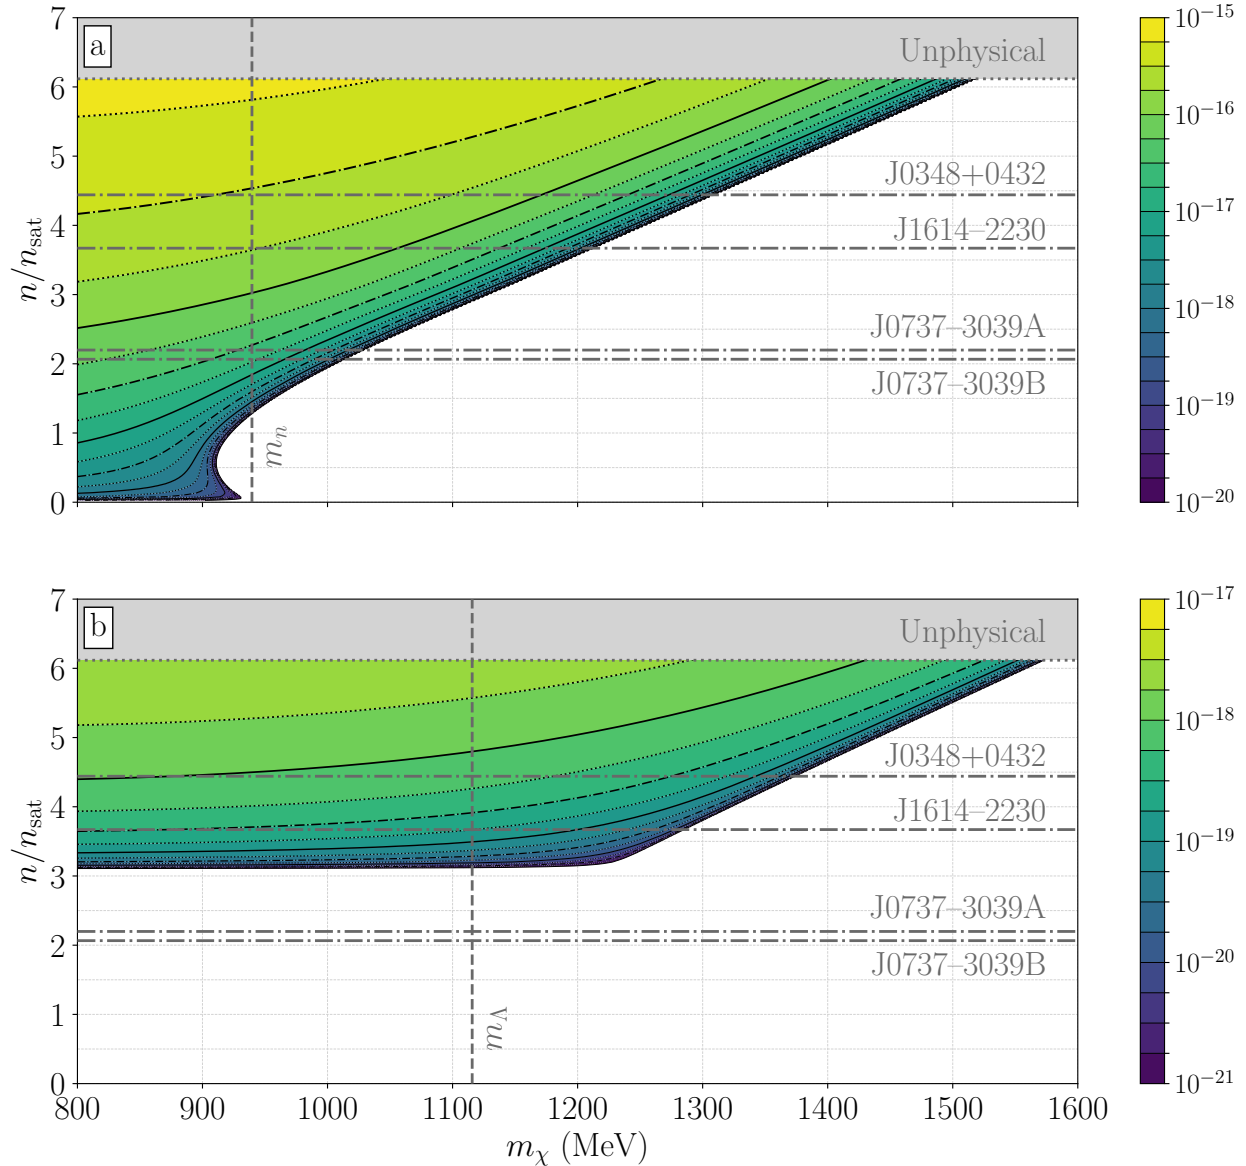 a
Unphysical
J0348+0432
J1614–2230
J0737–3039A
J0737–3039B
m_n
n/n_sat
7
6
5
4
3
2
1
0
10^−15
10^−16
10^−17
10^−18
10^−19
10^−20
b
Unphysical
J0348+0432
J1614–2230
J0737–3039A
J0737–3039B
m_Λ
n/n_sat
7
6
5
4
3
2
1
0
10^−17
10^−18
10^−19
10^−20
10^−21
800 900 1000 1100 1200 1300 1400 1500 1600
m_χ (MeV)